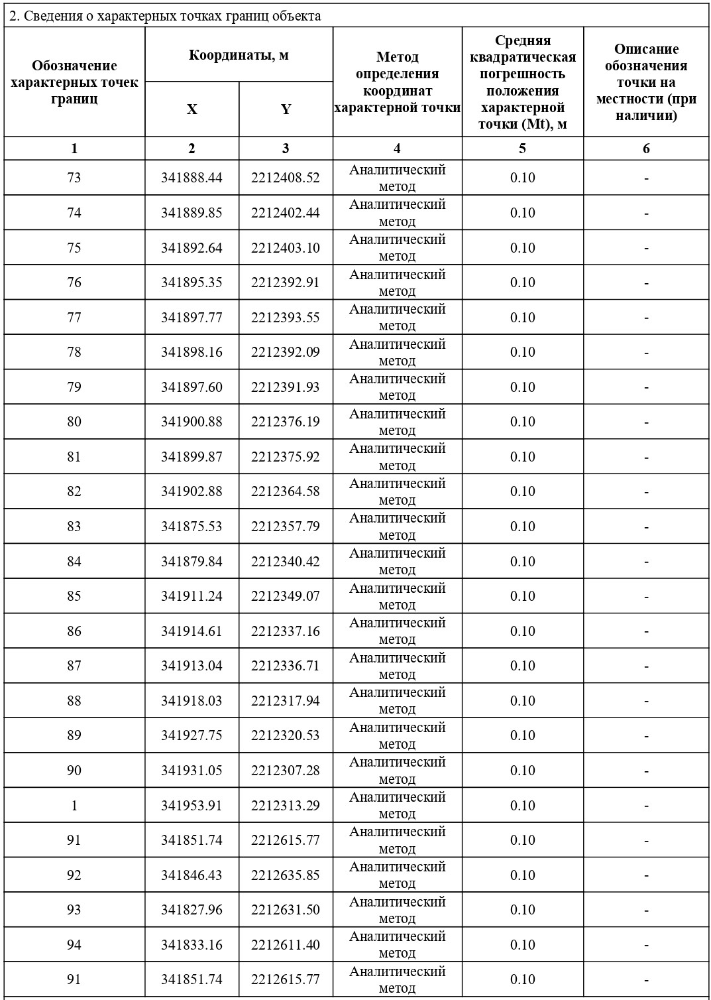 2. Сведения о характерных точках границ объекта
Обозначение характерных точек границ | Координаты, м | Метод определения координат характерной точки | Средняя квадратическая погрешность положения характерной точки (Mt), м | Описание обозначения точки на местности (при наличии)
X | Y
1 | 2 | 3 | 4 | 5 | 6
73 | 341888.44 | 2212408.52 | Аналитический метод | 0.10 | -
74 | 341889.85 | 2212402.44 | Аналитический метод | 0.10 | -
75 | 341892.64 | 2212403.10 | Аналитический метод | 0.10 | -
76 | 341895.35 | 2212392.91 | Аналитический метод | 0.10 | -
77 | 341897.77 | 2212393.55 | Аналитический метод | 0.10 | -
78 | 341898.16 | 2212392.09 | Аналитический метод | 0.10 | -
79 | 341897.60 | 2212391.93 | Аналитический метод | 0.10 | -
80 | 341900.88 | 2212376.19 | Аналитический метод | 0.10 | -
81 | 341899.87 | 2212375.92 | Аналитический метод | 0.10 | -
82 | 341902.88 | 2212364.58 | Аналитический метод | 0.10 | -
83 | 341875.53 | 2212357.79 | Аналитический метод | 0.10 | -
84 | 341879.84 | 2212340.42 | Аналитический метод | 0.10 | -
85 | 341911.24 | 2212349.07 | Аналитический метод | 0.10 | -
86 | 341914.61 | 2212337.16 | Аналитический метод | 0.10 | -
87 | 341913.04 | 2212336.71 | Аналитический метод | 0.10 | -
88 | 341918.03 | 2212317.94 | Аналитический метод | 0.10 | -
89 | 341927.75 | 2212320.53 | Аналитический метод | 0.10 | -
90 | 341931.05 | 2212307.28 | Аналитический метод | 0.10 | -
1 | 341953.91 | 2212313.29 | Аналитический метод | 0.10 | -
91 | 341851.74 | 2212615.77 | Аналитический метод | 0.10 | -
92 | 341846.43 | 2212635.85 | Аналитический метод | 0.10 | -
93 | 341827.96 | 2212631.50 | Аналитический метод | 0.10 | -
94 | 341833.16 | 2212611.40 | Аналитический метод | 0.10 | -
91 | 341851.74 | 2212615.77 | Аналитический метод | 0.10 | -